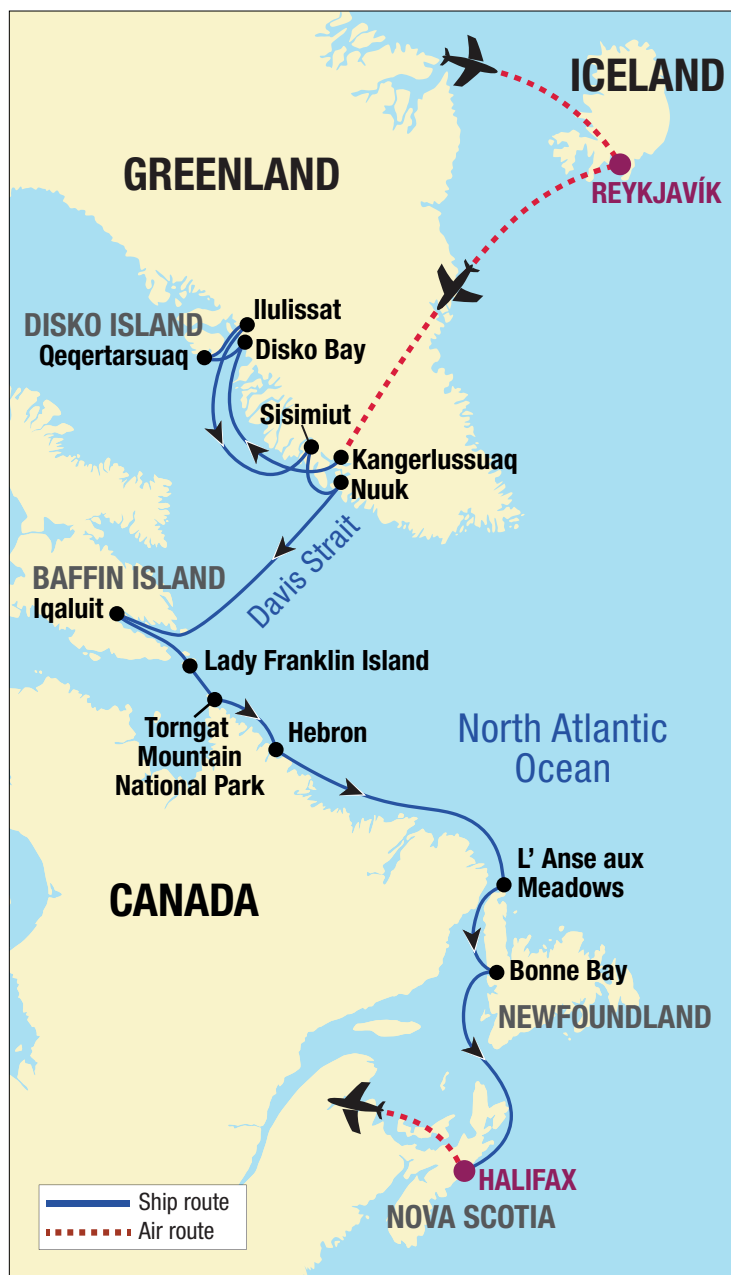 ICELAND
REYKJAVÍK
GREENLAND
Ilulissat
DISKO ISLAND
Qeqertarsuaq
Disko Bay
Sisimiut
Kangerlussuaq
Nuuk
Davis Strait
BAFFIN ISLAND
Iqaluit
Lady Franklin Island
Torngat
Mountain
National Park
Hebron
North Atlantic
Ocean
L' Anse aux
Meadows
CANADA
Bonne Bay
NEWFOUNDLAND
HALIFAX
NOVA SCOTIA
Ship route
Air route